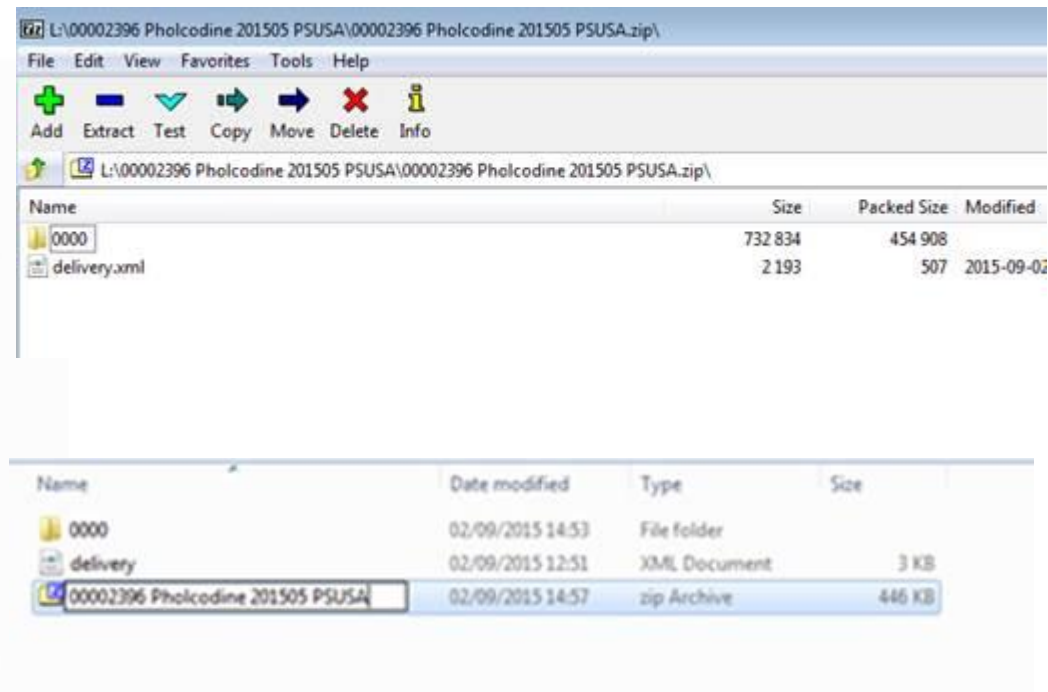 L:\00002396 Pholcodine 201505 PSUSA\00002396 Pholcodine 201505 PSUSA.zip\
File Edit View Favorites Tools Help
Add Extract Test Copy Move Delete Info
L:\00002396 Pholcodine 201505 PSUSA\00002396 Pholcodine 201505 PSUSA.zip\
Name Size Packed Size Modified
0000 732 834 454 908
delivery.xml 2 193 507 2015-09-02
Name Date modified Type Size
0000 02/09/2015 14:53 File folder
delivery 02/09/2015 12:51 XML Document 3 KB
00002396 Pholcodine 201505 PSUSA 02/09/2015 14:57 zip Archive 446 KB